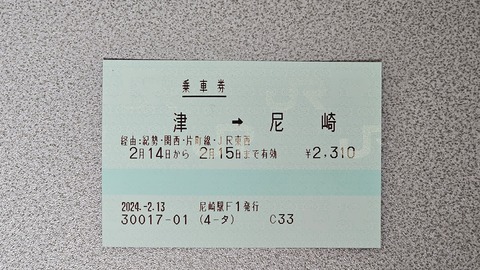 乗車券
津 → 尼崎
経由:紀勢・関西・片町線・JR東西
2月14日から 2月15日まで有効 ¥2,310
2024.-2.13 尼崎駅F1発行
30017-01 (4-タ) C33